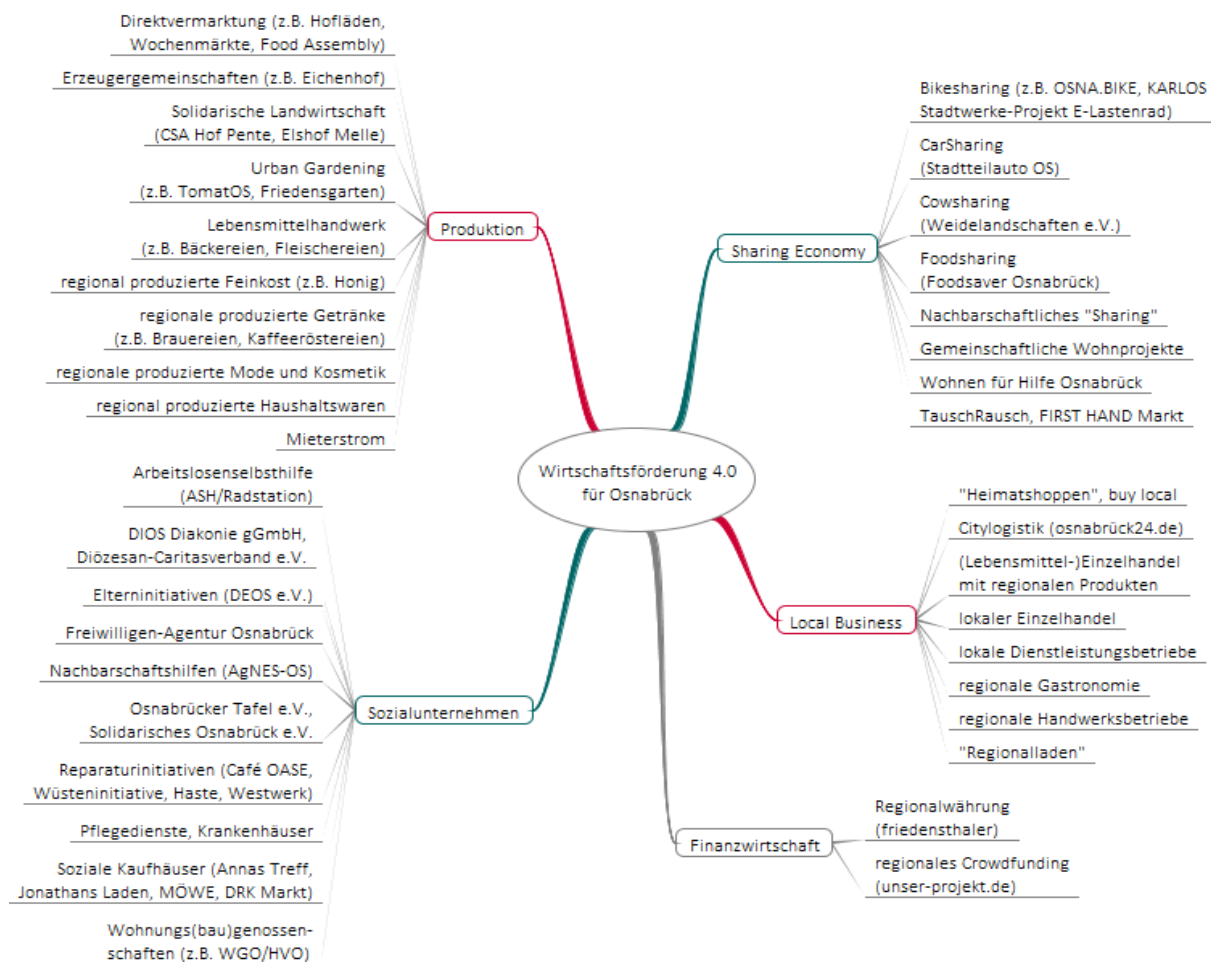 Wirtschaftsförderung 4.0
für Osnabrück
Produktion
Direktvermarktung (z.B. Hofläden,
Wochenmärkte, Food Assembly)
Erzeugergemeinschaften (z.B. Eichenhof)
Solidarische Landwirtschaft
(CSA Hof Pente, Elshof Melle)
Urban Gardening
(z.B. TomatOS, Friedensgarten)
Lebensmittelhandwerk
(z.B. Bäckereien, Fleischereien)
regional produzierte Feinkost (z.B. Honig)
regionale produzierte Getränke
(z.B. Brauereien, Kaffeeröstereien)
regionale produzierte Mode und Kosmetik
regional produzierte Haushaltswaren
Mieterstrom
Sharing Economy
Bikesharing (z.B. OSNA.BIKE, KARLOS
Stadtwerke-Projekt E-Lastenrad)
CarSharing
(Stadtteilauto OS)
Cowsharing
(Weidelandschaften e.V.)
Foodsharing
(Foodsaver Osnabrück)
Nachbarschaftliches "Sharing"
Gemeinschaftliche Wohnprojekte
Wohnen für Hilfe Osnabrück
TauschRausch, FIRST HAND Markt
Sozialunternehmen
Arbeitslosenselbsthilfe
(ASH/Radstation)
DIOS Diakonie gGmbH,
Diözesan-Caritasverband e.V.
Elterninitiativen (DEOS e.V.)
Freiwilligen-Agentur Osnabrück
Nachbarschaftshilfen (AgNES-OS)
Osnabrücker Tafel e.V.,
Solidarisches Osnabrück e.V.
Reparaturinitiativen (Café OASE,
Wüsteninitiative, Haste, Westwerk)
Pflegedienste, Krankenhäuser
Soziale Kaufhäuser (Annas Treff,
Jonathans Laden, MÖWE, DRK Markt)
Wohnungs(bau)genossen-
schaften (z.B. WGO/HVO)
Local Business
"Heimatshoppen", buy local
Citylogistik (osnabrück24.de)
(Lebensmittel-)Einzelhandel
mit regionalen Produkten
lokaler Einzelhandel
lokale Dienstleistungsbetriebe
regionale Gastronomie
regionale Handwerksbetriebe
"Regionalladen"
Finanzwirtschaft
Regionalwährung
(friedensthaler)
regionales Crowdfunding
(unser-projekt.de)